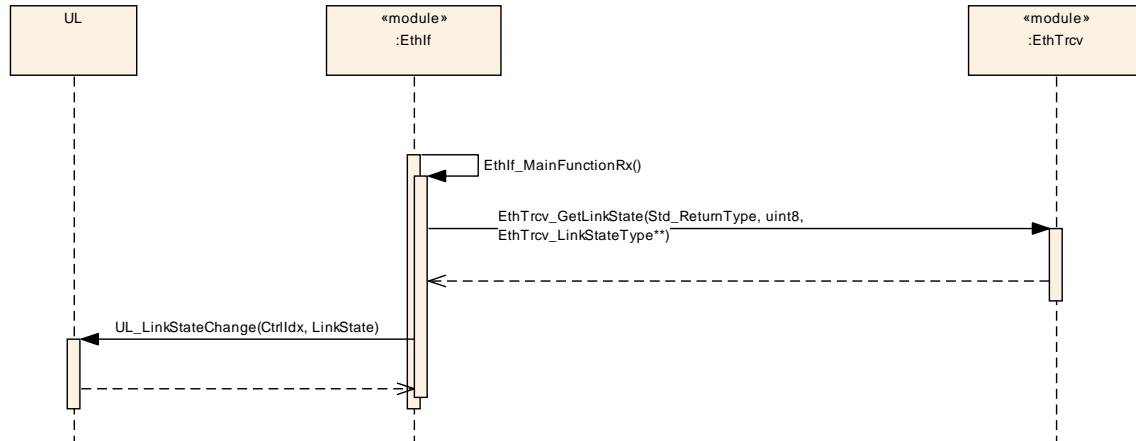 UL
«module»
:EthIf
«module»
:EthTrcv
EthIf_MainFunctionRx()
EthTrcv_GetLinkState(Std_ReturnType, uint8,
EthTrcv_LinkStateType**)
UL_LinkStateChange(CtrlIdx, LinkState)